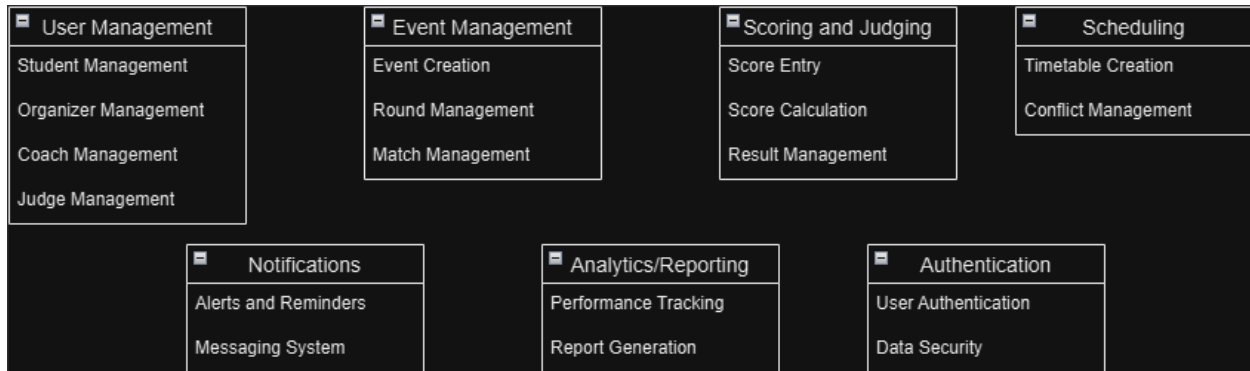 User Management
Student Management
Organizer Management
Coach Management
Judge Management
Event Management
Event Creation
Round Management
Match Management
Scoring and Judging
Score Entry
Score Calculation
Result Management
Scheduling
Timetable Creation
Conflict Management
Notifications
Alerts and Reminders
Messaging System
Analytics/Reporting
Performance Tracking
Report Generation
Authentication
User Authentication
Data Security